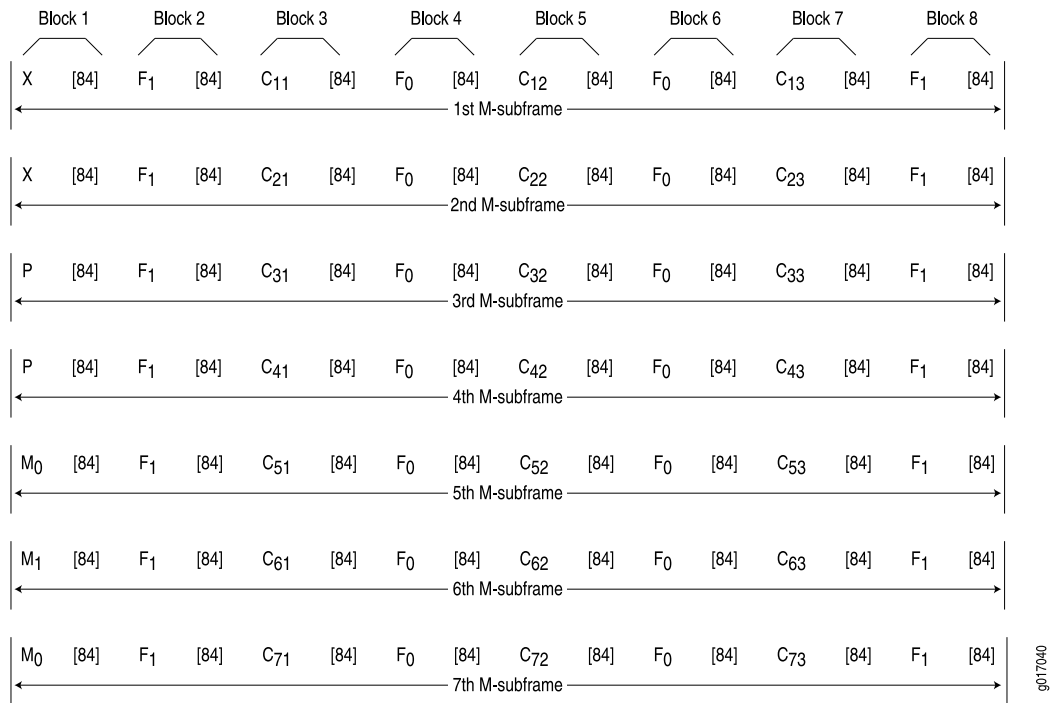 Block 1 Block 2 Block 3 Block 4 Block 5 Block 6 Block 7 Block 8
X [84] F1 [84] C11 [84] F0 [84] C12 [84] F0 [84] C13 [84] F1 [84]
1st M-subframe
X [84] F1 [84] C21 [84] F0 [84] C22 [84] F0 [84] C23 [84] F1 [84]
2nd M-subframe
P [84] F1 [84] C31 [84] F0 [84] C32 [84] F0 [84] C33 [84] F1 [84]
3rd M-subframe
P [84] F1 [84] C41 [84] F0 [84] C42 [84] F0 [84] C43 [84] F1 [84]
4th M-subframe
M0 [84] F1 [84] C51 [84] F0 [84] C52 [84] F0 [84] C53 [84] F1 [84]
5th M-subframe
M1 [84] F1 [84] C61 [84] F0 [84] C62 [84] F0 [84] C63 [84] F1 [84]
6th M-subframe
M0 [84] F1 [84] C71 [84] F0 [84] C72 [84] F0 [84] C73 [84] F1 [84]
7th M-subframe
g017040